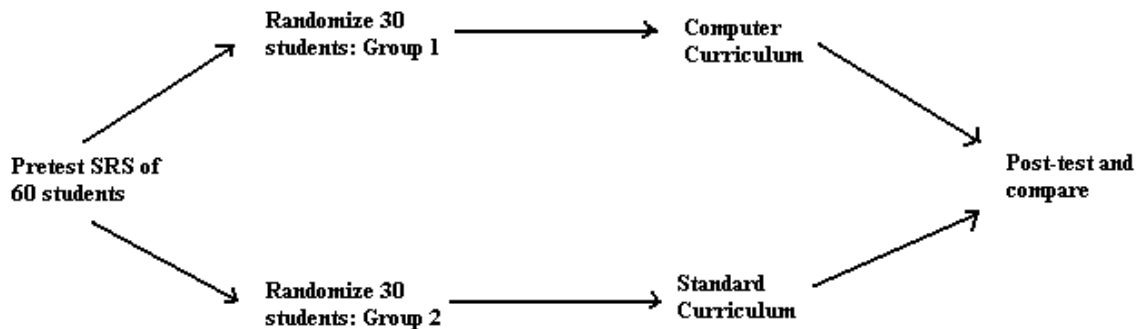 Randomize 30
students: Group 1
Computer
Curriculum
Pretest SRS of
60 students
Post-test and
compare
Randomize 30
students: Group 2
Standard
Curriculum